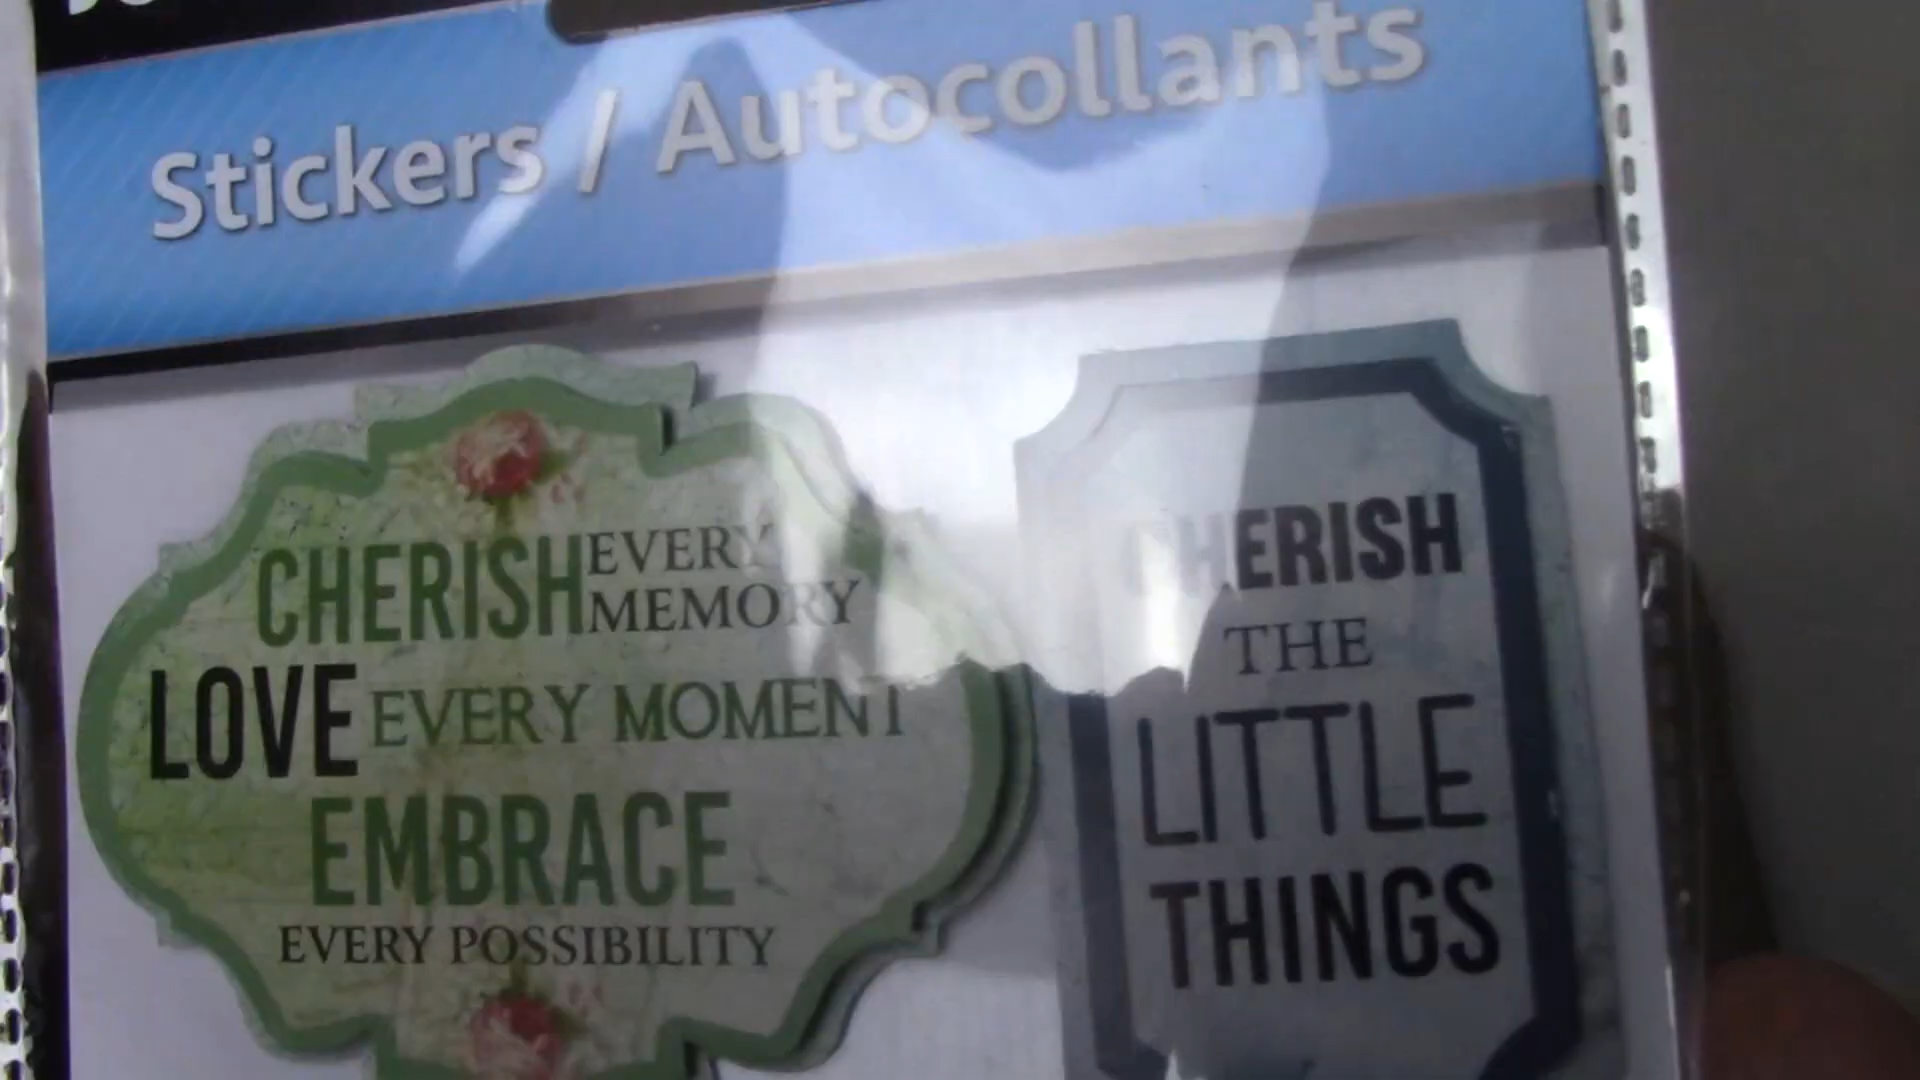 Stickers / Autocollants
CHERISH EVERY
MEMORY
LOVE EVERY MOMENT
EMBRACE
EVERY POSSIBILITY
CHERISH
THE
LITTLE
THINGS